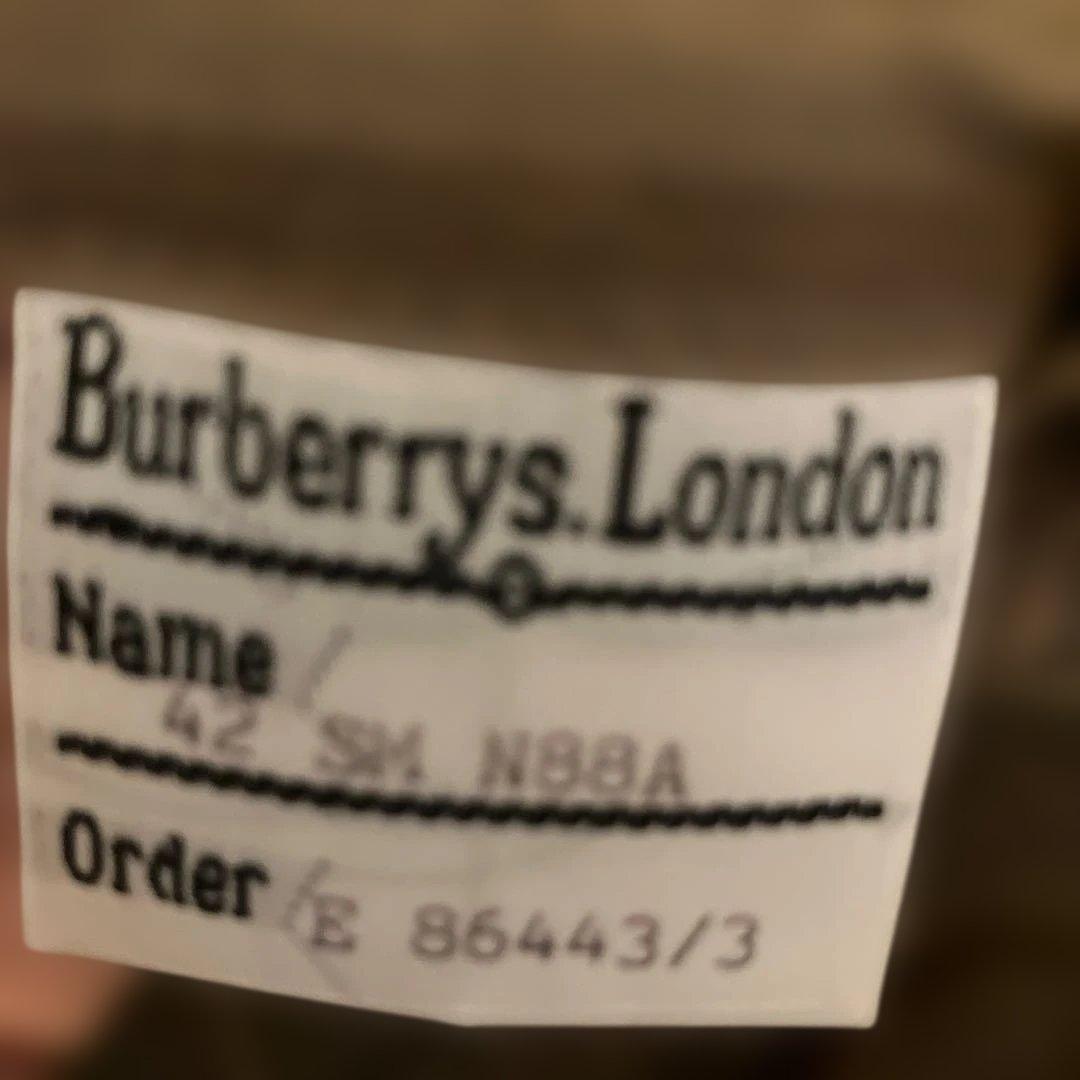 Burberrys. London
Name /
42 SM N88A
Order / E 86443/3